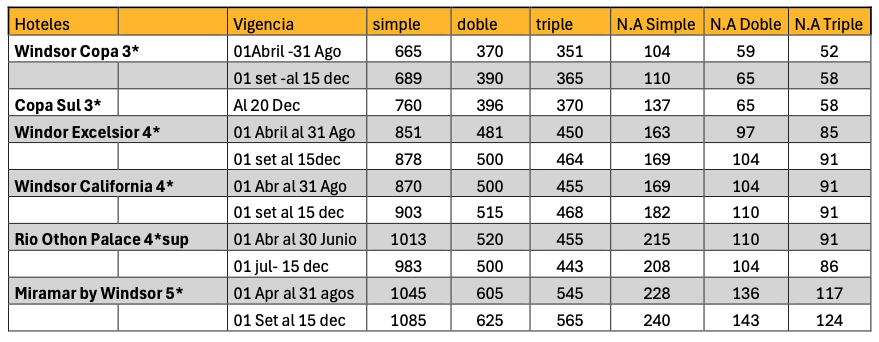 Hoteles Vigencia simple doble triple N.A Simple N.A Doble N.A Triple
Windsor Copa 3* 01Abril -31 Ago 665 370 351 104 59 52
01 set -al 15 dec 689 390 365 110 65 58
Copa Sul 3* Al 20 Dec 760 396 370 137 65 58
Windor Excelsior 4* 01 Abril al 31 Ago 851 481 450 163 97 85
01 set al 15dec 878 500 464 169 104 91
Windsor California 4* 01 Abr al 31 Ago 870 500 455 169 104 91
01 set al 15 dec 903 515 468 182 110 91
Rio Othon Palace 4*sup 01 Abr al 30 Junio 1013 520 455 215 110 91
01 jul- 15 dec 983 500 443 208 104 86
Miramar by Windsor 5* 01 Apr al 31 agos 1045 605 545 228 136 117
01 Set al 15 dec 1085 625 565 240 143 124